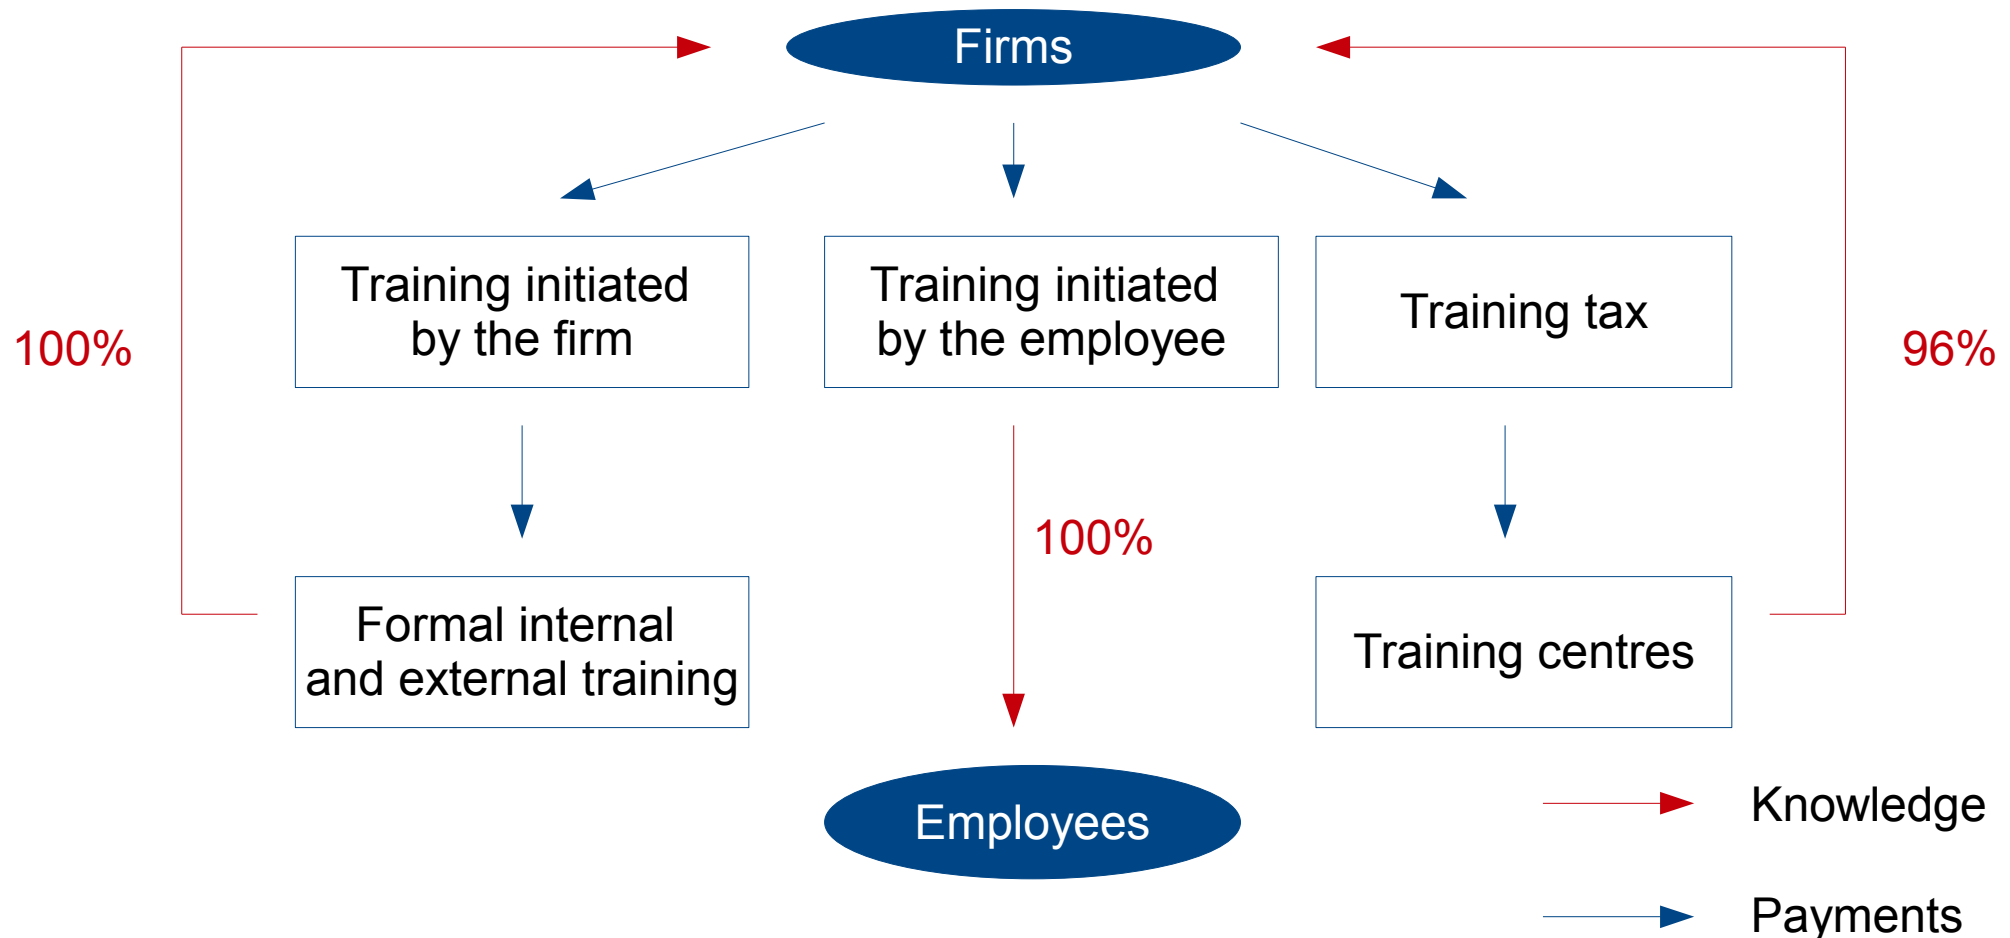 Firms
Training initiated
by the firm
Training initiated
by the employee
Training tax
100%
96%
100%
Formal internal
and external training
Training centres
Employees
Knowledge
Payments